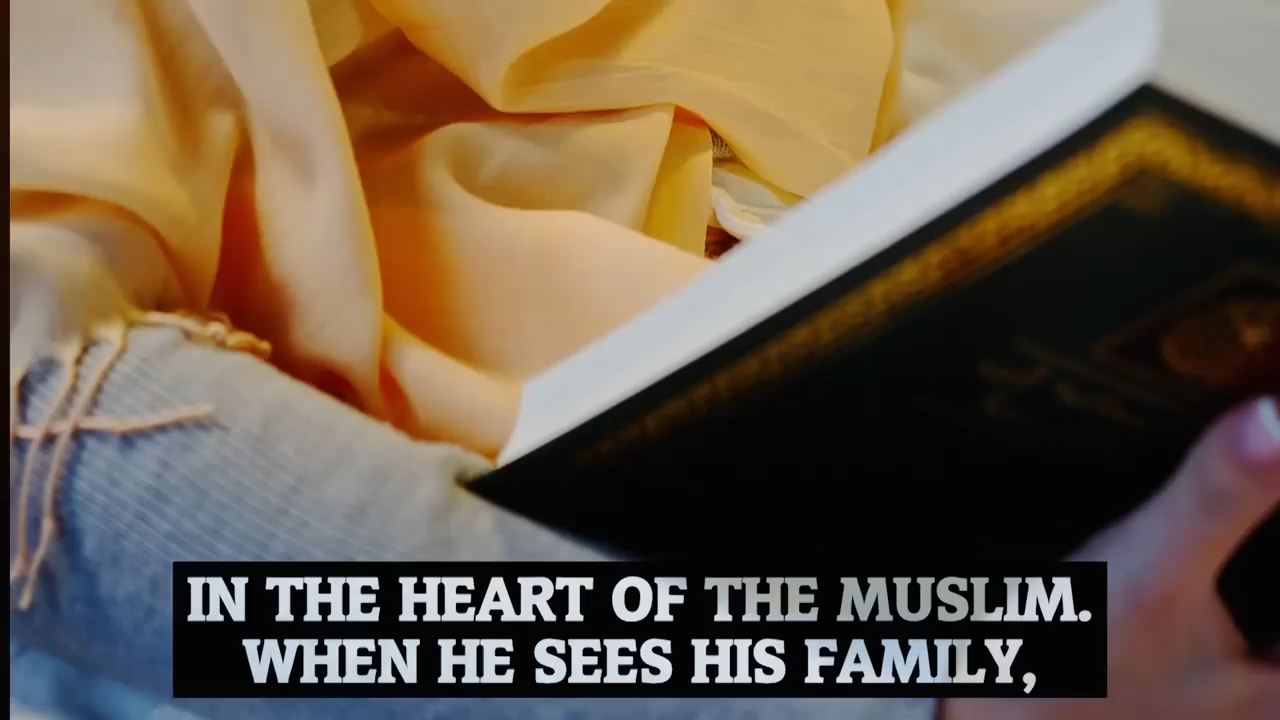 IN THE HEART OF THE MUSLIM.
WHEN HE SEES HIS FAMILY,